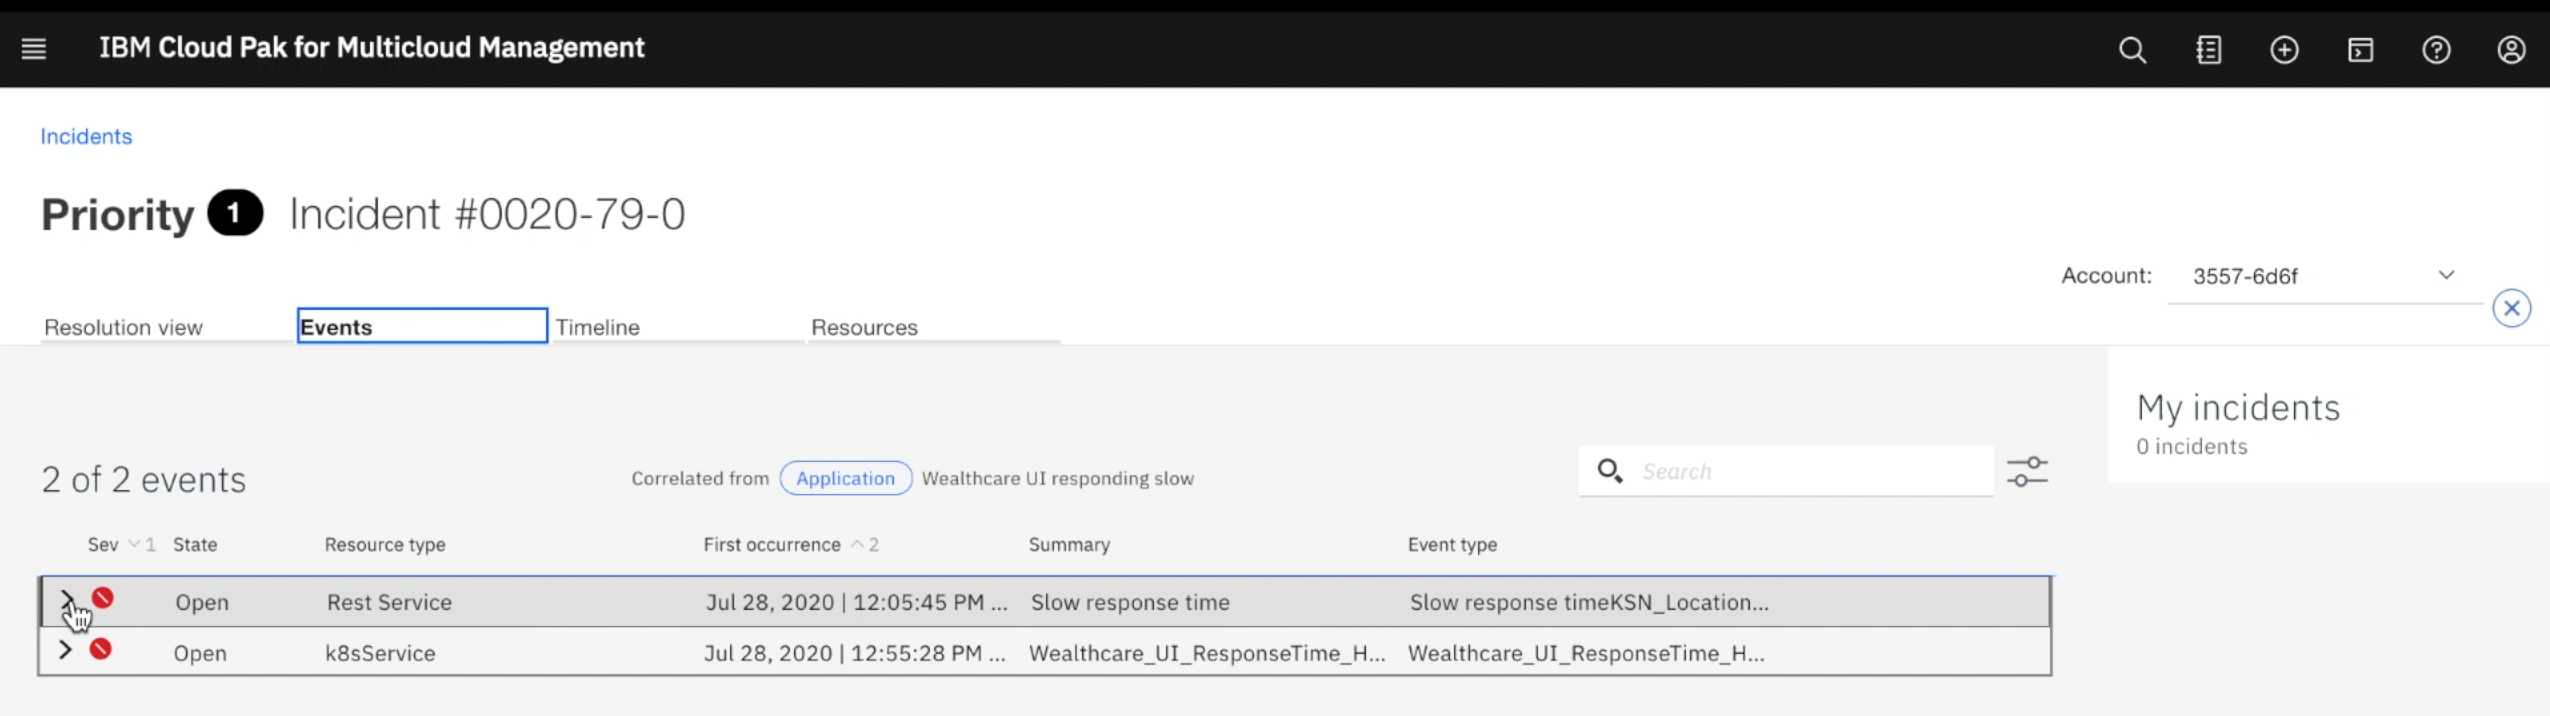 IBM Cloud Pak for Multicloud Management
Incidents
Priority 1 Incident #0020-79-0
Account: 3557-6d6f
Resolution view Events Timeline Resources
My incidents
0 incidents
2 of 2 events Correlated from Application Wealthcare UI responding slow Search
Sev 1 State Resource type First occurrence 2 Summary Event type
Open Rest Service Jul 28, 2020 | 12:05:45 PM ... Slow response time Slow response timeKSN_Location...
Open k8sService Jul 28, 2020 | 12:55:28 PM ... Wealthcare_UI_ResponseTime_H... Wealthcare_UI_ResponseTime_H...